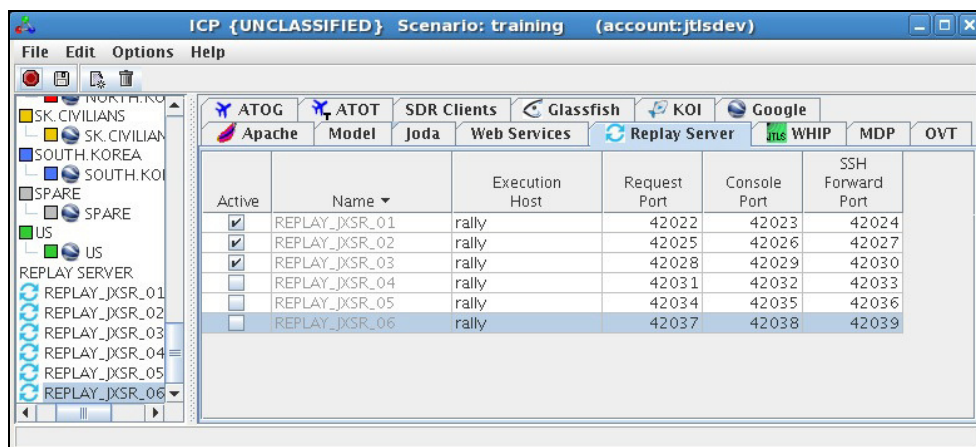 ICP {UNCLASSIFIED} Scenario: training (account:jtlsdev)
File Edit Options Help
NORTH.KO
SK.CIVILIANS
SK.CIVILIAN
SOUTH.KOREA
SOUTH.KO
SPARE
SPARE
US
US
REPLAY SERVER
REPLAY_JXSR_01
REPLAY_JXSR_02
REPLAY_JXSR_03
REPLAY_JXSR_04
REPLAY_JXSR_05
REPLAY_JXSR_06
ATOG ATOT SDR Clients Glassfish KOI Google
Apache Model Joda Web Services Replay Server JTLS WHIP MDP OVT
Active Name Execution Host Request Port Console Port SSH Forward Port
REPLAY_JXSR_01 rally 42022 42023 42024
REPLAY_JXSR_02 rally 42025 42026 42027
REPLAY_JXSR_03 rally 42028 42029 42030
REPLAY_JXSR_04 rally 42031 42032 42033
REPLAY_JXSR_05 rally 42034 42035 42036
REPLAY_JXSR_06 rally 42037 42038 42039